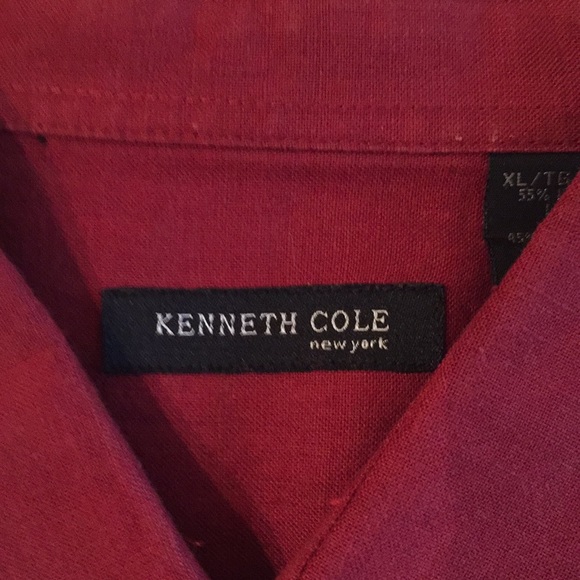 KENNETH COLE
new york
XL/TG
55%